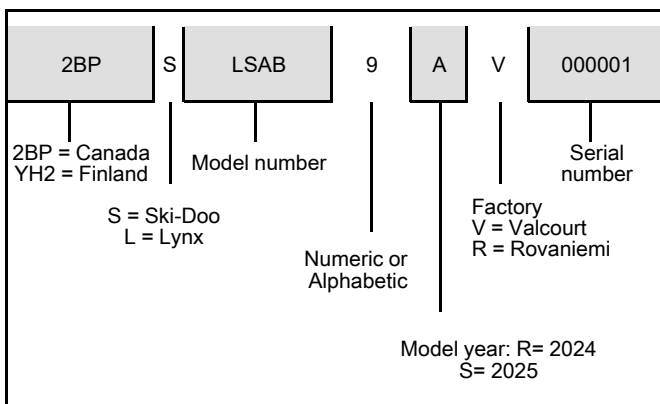 2BP S LSAB 9 A V 000001
2BP = Canada
YH2 = Finland
Model number
Serial
number
S = Ski-Doo
L = Lynx
Factory
V = Valcourt
R = Rovaniemi
Numeric or
Alphabetic
Model year: R= 2024
S= 2025